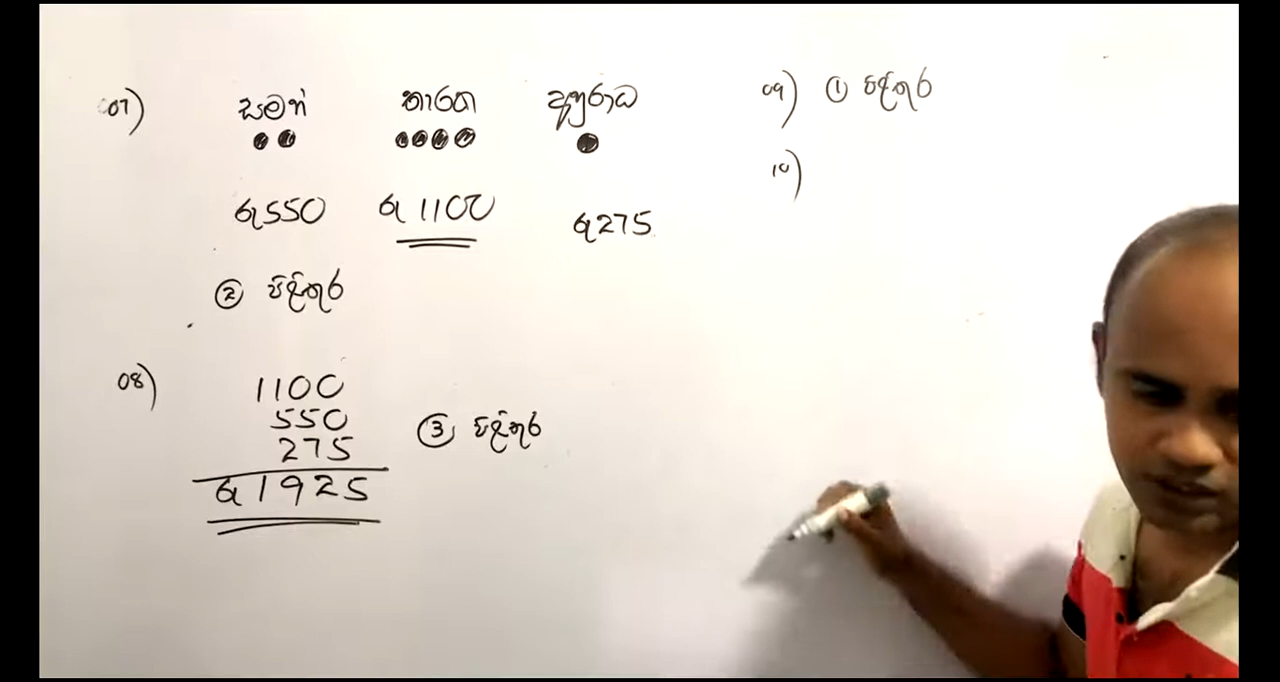 07) සමන් තාරක අනුරාධ
රු 550 රු 1100 රු 275
② පිළිතුර
08) 1100
550
275
රු 1925
③ පිළිතුර
09) ① පිළිතුර
10)